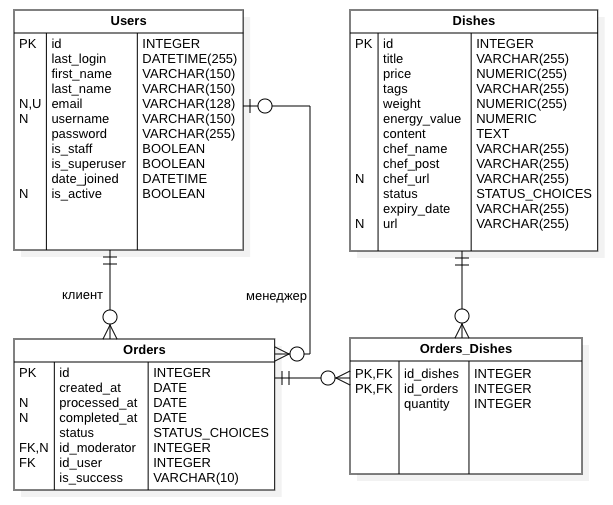 Users
PK id INTEGER
last_login DATETIME(255)
first_name VARCHAR(150)
last_name VARCHAR(150)
N,U email VARCHAR(128)
N username VARCHAR(150)
password VARCHAR(255)
is_staff BOOLEAN
is_superuser BOOLEAN
date_joined DATETIME
N is_active BOOLEAN
Dishes
PK id INTEGER
title VARCHAR(255)
price NUMERIC(255)
tags VARCHAR(255)
weight NUMERIC(255)
energy_value NUMERIC
content TEXT
chef_name VARCHAR(255)
chef_post VARCHAR(255)
N chef_url VARCHAR(255)
status STATUS_CHOICES
expiry_date VARCHAR(255)
N url VARCHAR(255)
клиент
менеджер
Orders
PK id INTEGER
created_at DATE
N processed_at DATE
N completed_at DATE
status STATUS_CHOICES
FK,N id_moderator INTEGER
FK id_user INTEGER
is_success VARCHAR(10)
Orders_Dishes
PK,FK id_dishes INTEGER
PK,FK id_orders INTEGER
quantity INTEGER